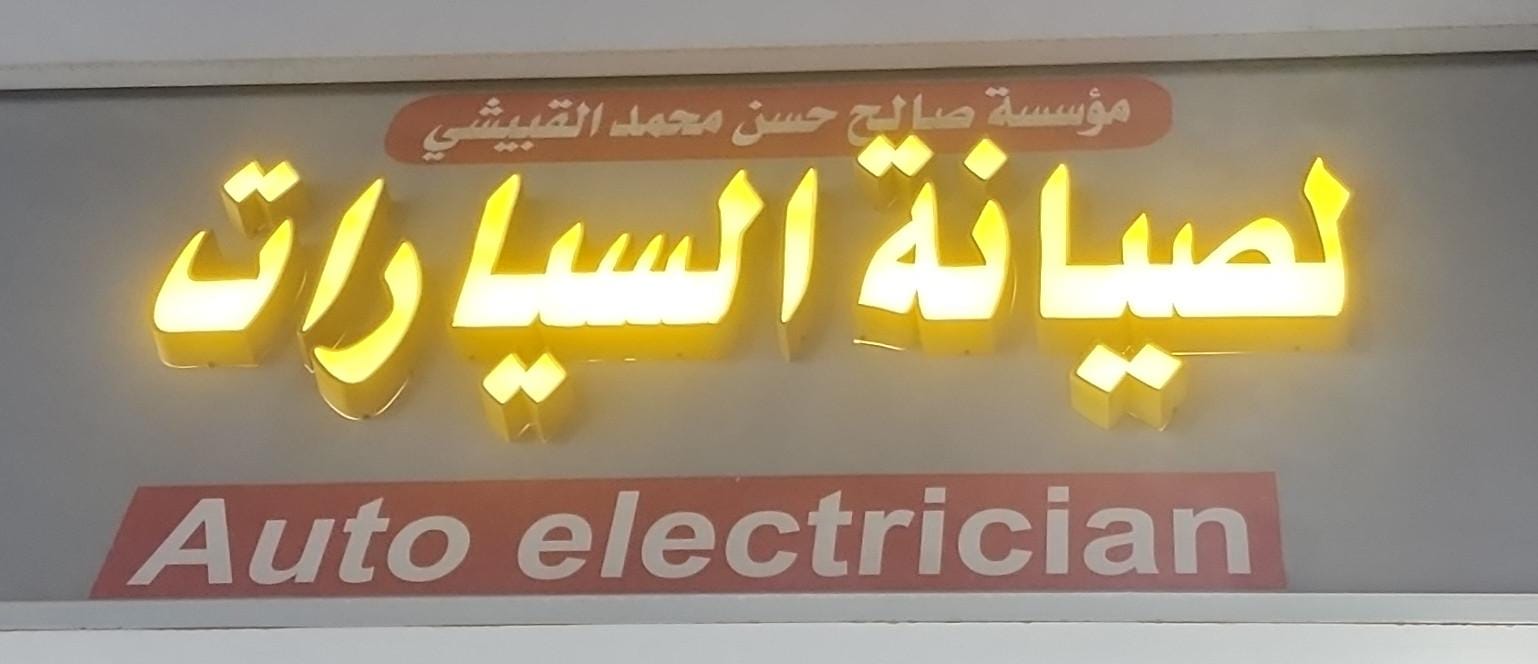 مؤسسة صالح حسن محمد القبيشي
لصيانة السيارات
Auto electrician